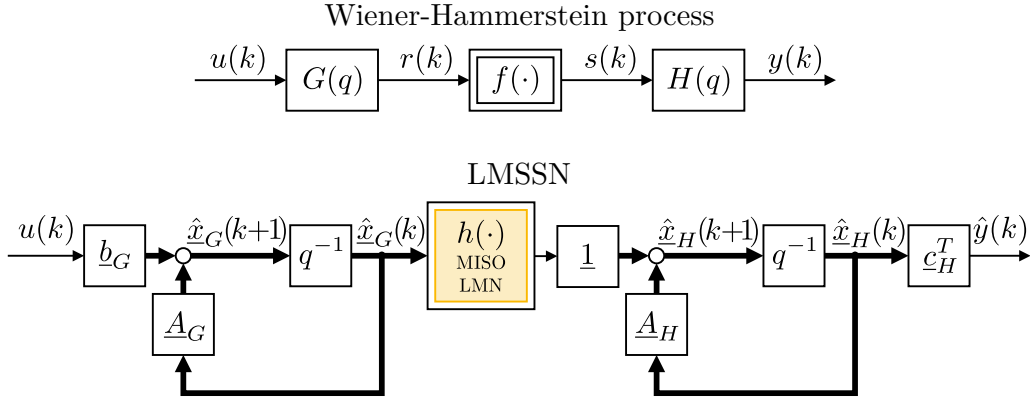 Wiener-Hammerstein process
u(k) r(k) s(k) y(k)
G(q) f(·) H(q)
LMSSN
u(k) x̂_G(k+1) x̂_G(k) x̂_H(k+1) x̂_H(k) ŷ(k)
b_G q⁻¹ h(·) 1 q⁻¹ c_H^T
MISO
LMN
A_G A_H